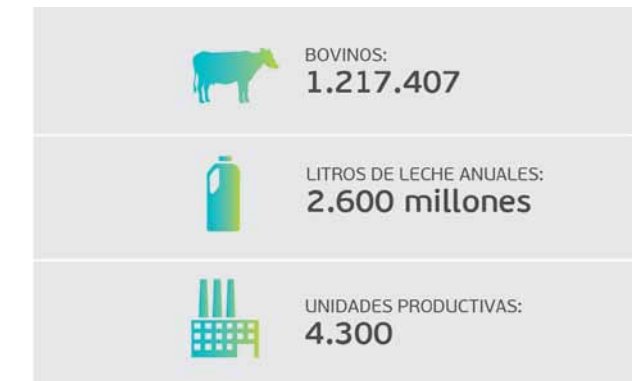 BOVINOS:
1.217.407
LITROS DE LECHE ANUALES:
2.600 millones
UNIDADES PRODUCTIVAS:
4.300